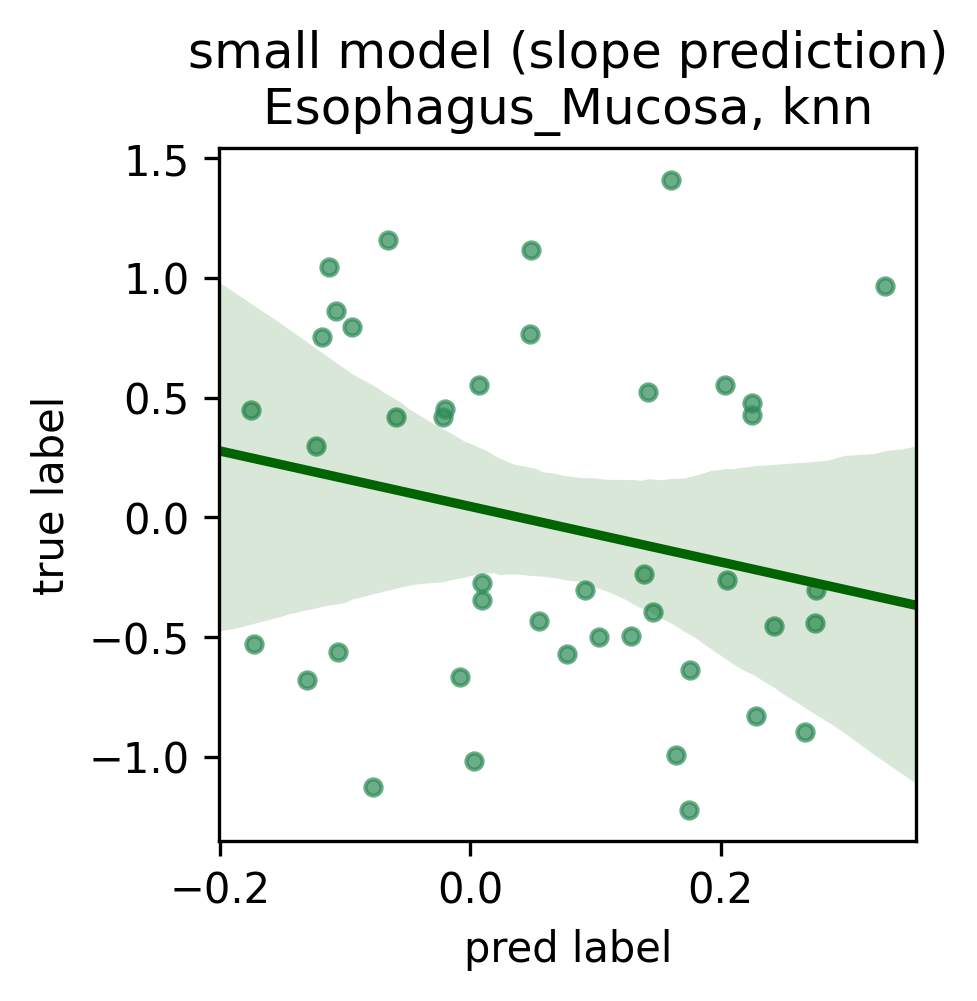 small model (slope prediction)
Esophagus_Mucosa, knn
1.5
1.0
0.5
0.0
−0.5
−1.0
true label
−0.2
0.0
0.2
pred label